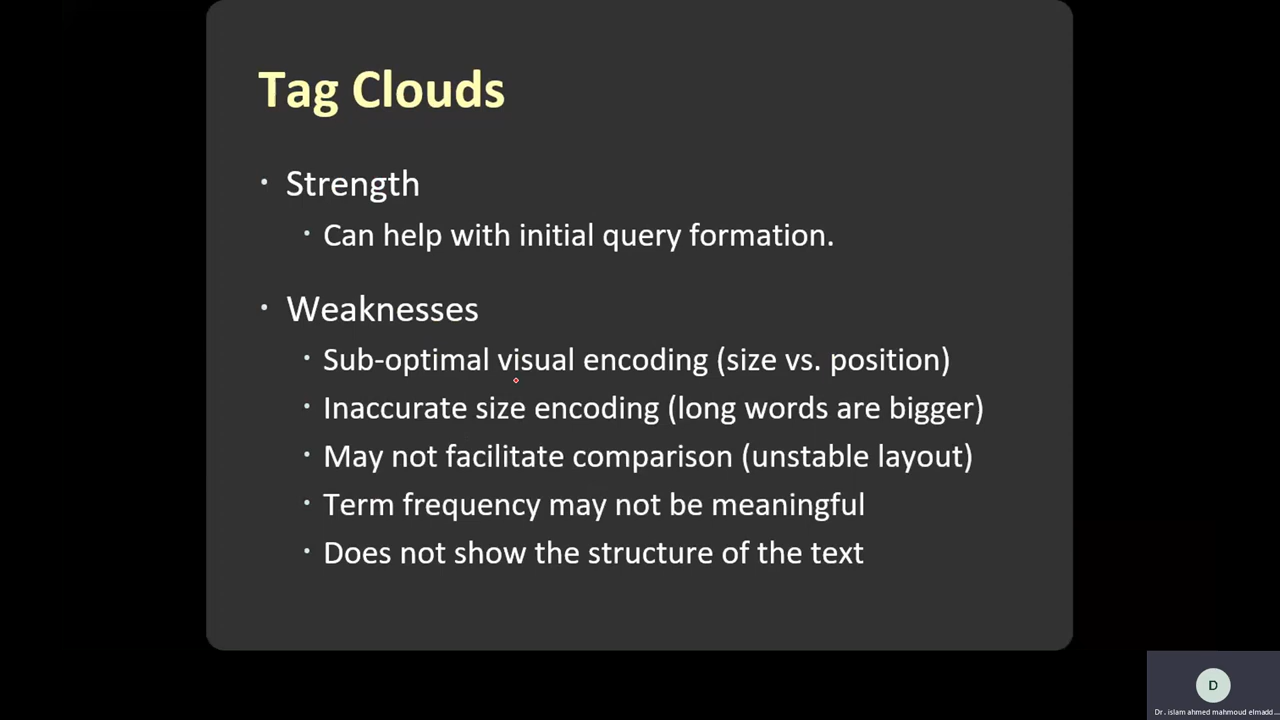 Tag Clouds
• Strength
• Can help with initial query formation.
• Weaknesses
• Sub-optimal visual encoding (size vs. position)
• Inaccurate size encoding (long words are bigger)
• May not facilitate comparison (unstable layout)
• Term frequency may not be meaningful
• Does not show the structure of the text
D
Dr. islam ahmed mahmoud elmadd...